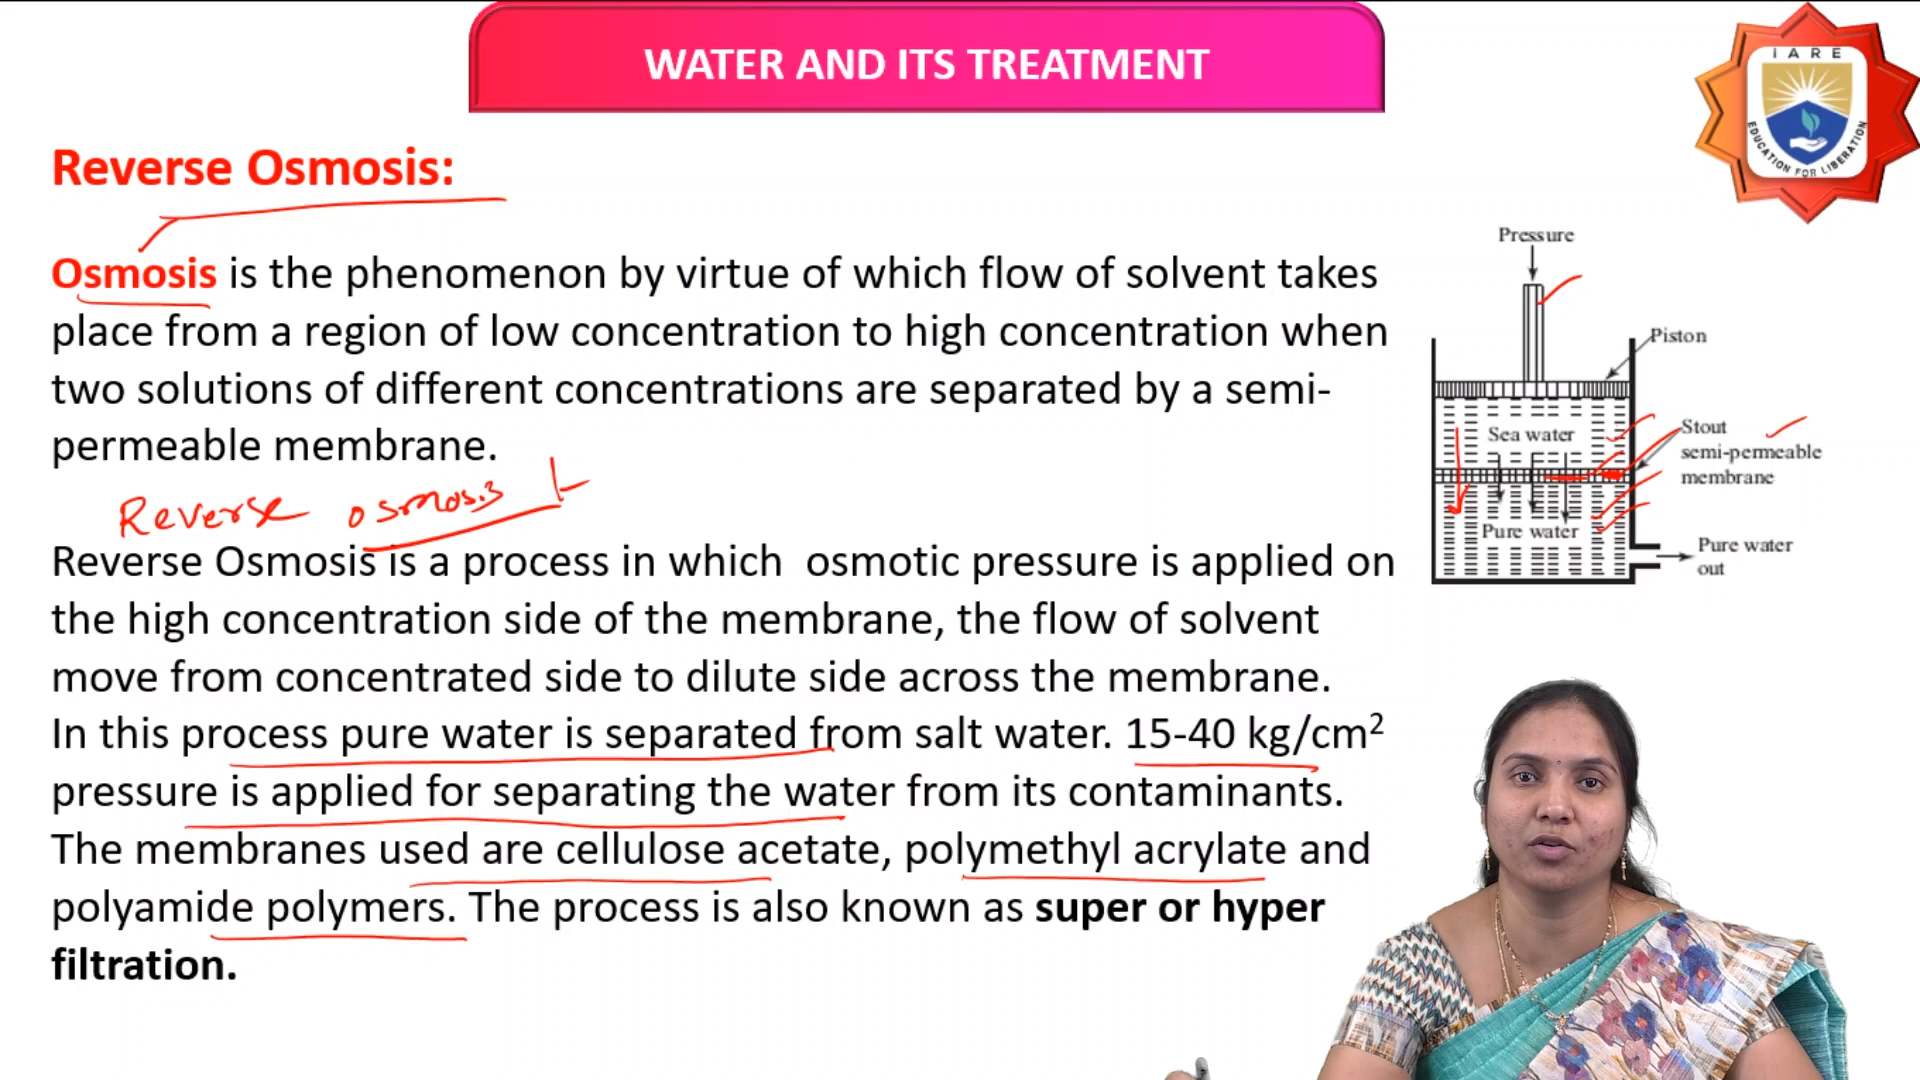 WATER AND ITS TREATMENT
IARE
EDUCATION FOR LIBERATION
Reverse Osmosis:
Osmosis is the phenomenon by virtue of which flow of solvent takes
place from a region of low concentration to high concentration when
two solutions of different concentrations are separated by a semi-
permeable membrane.
Reverse osmosis
Reverse Osmosis is a process in which osmotic pressure is applied on
the high concentration side of the membrane, the flow of solvent
move from concentrated side to dilute side across the membrane.
In this process pure water is separated from salt water. 15-40 kg/cm²
pressure is applied for separating the water from its contaminants.
The membranes used are cellulose acetate, polymethyl acrylate and
polyamide polymers. The process is also known as super or hyper
filtration.
Pressure
Piston
Sea water
Stout
semi-permeable
membrane
Pure water
Pure water
out